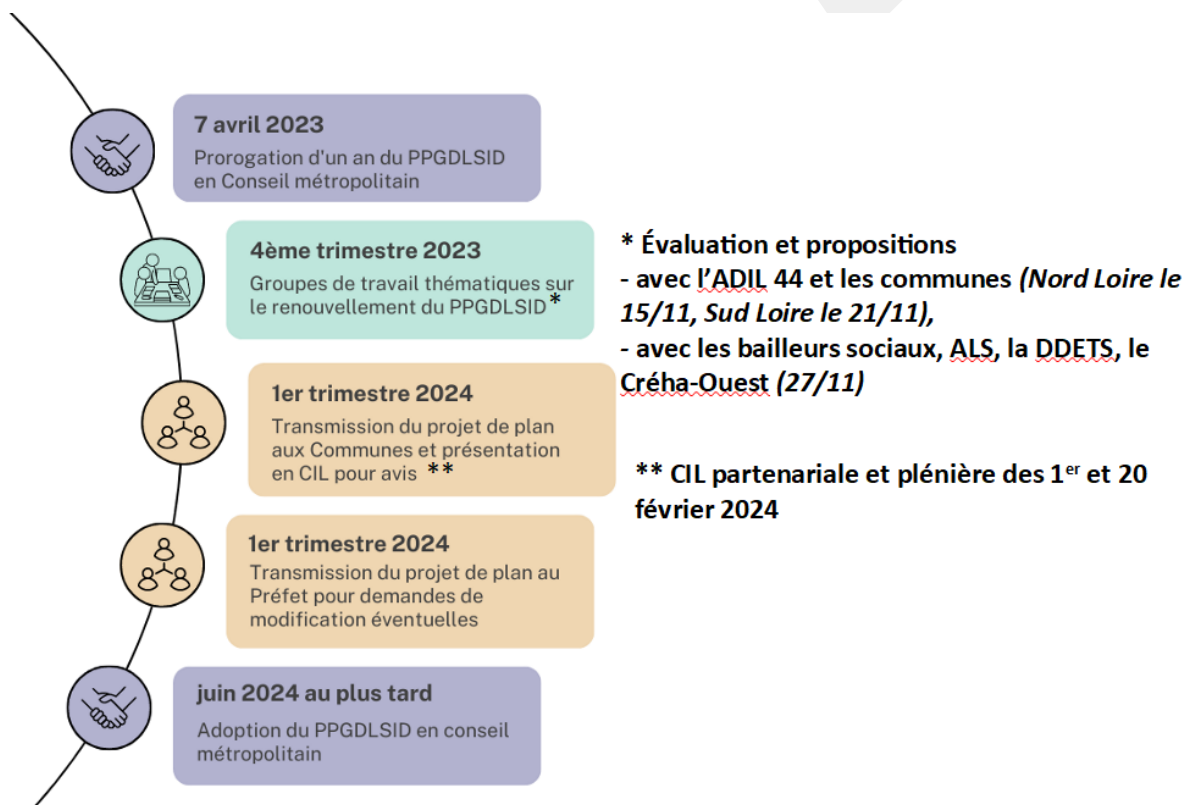 7 avril 2023
Prorogation d'un an du PPGDLSID
en Conseil métropolitain
4ème trimestre 2023
Groupes de travail thématiques sur
le renouvellement du PPGDLSID *
* Évaluation et propositions
- avec l'ADIL 44 et les communes (Nord Loire le
15/11, Sud Loire le 21/11),
- avec les bailleurs sociaux, ALS, la DDETS, le
Créha-Ouest (27/11)
1er trimestre 2024
Transmission du projet de plan
aux Communes et présentation
en CIL pour avis **
** CIL partenariale et plénière des 1er et 20
février 2024
1er trimestre 2024
Transmission du projet de plan au
Préfet pour demandes de
modification éventuelles
juin 2024 au plus tard
Adoption du PPGDLSID en conseil
métropolitain